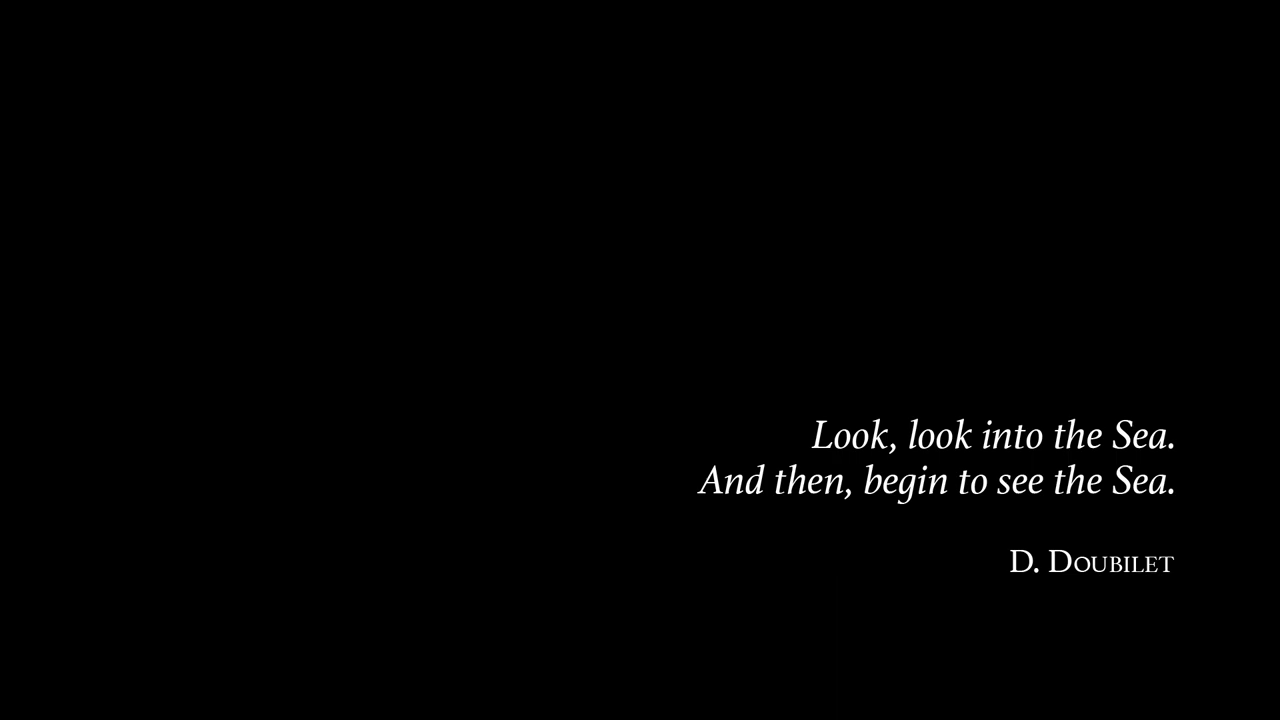 Look, look into the Sea.
And then, begin to see the Sea.
D. Doubilet